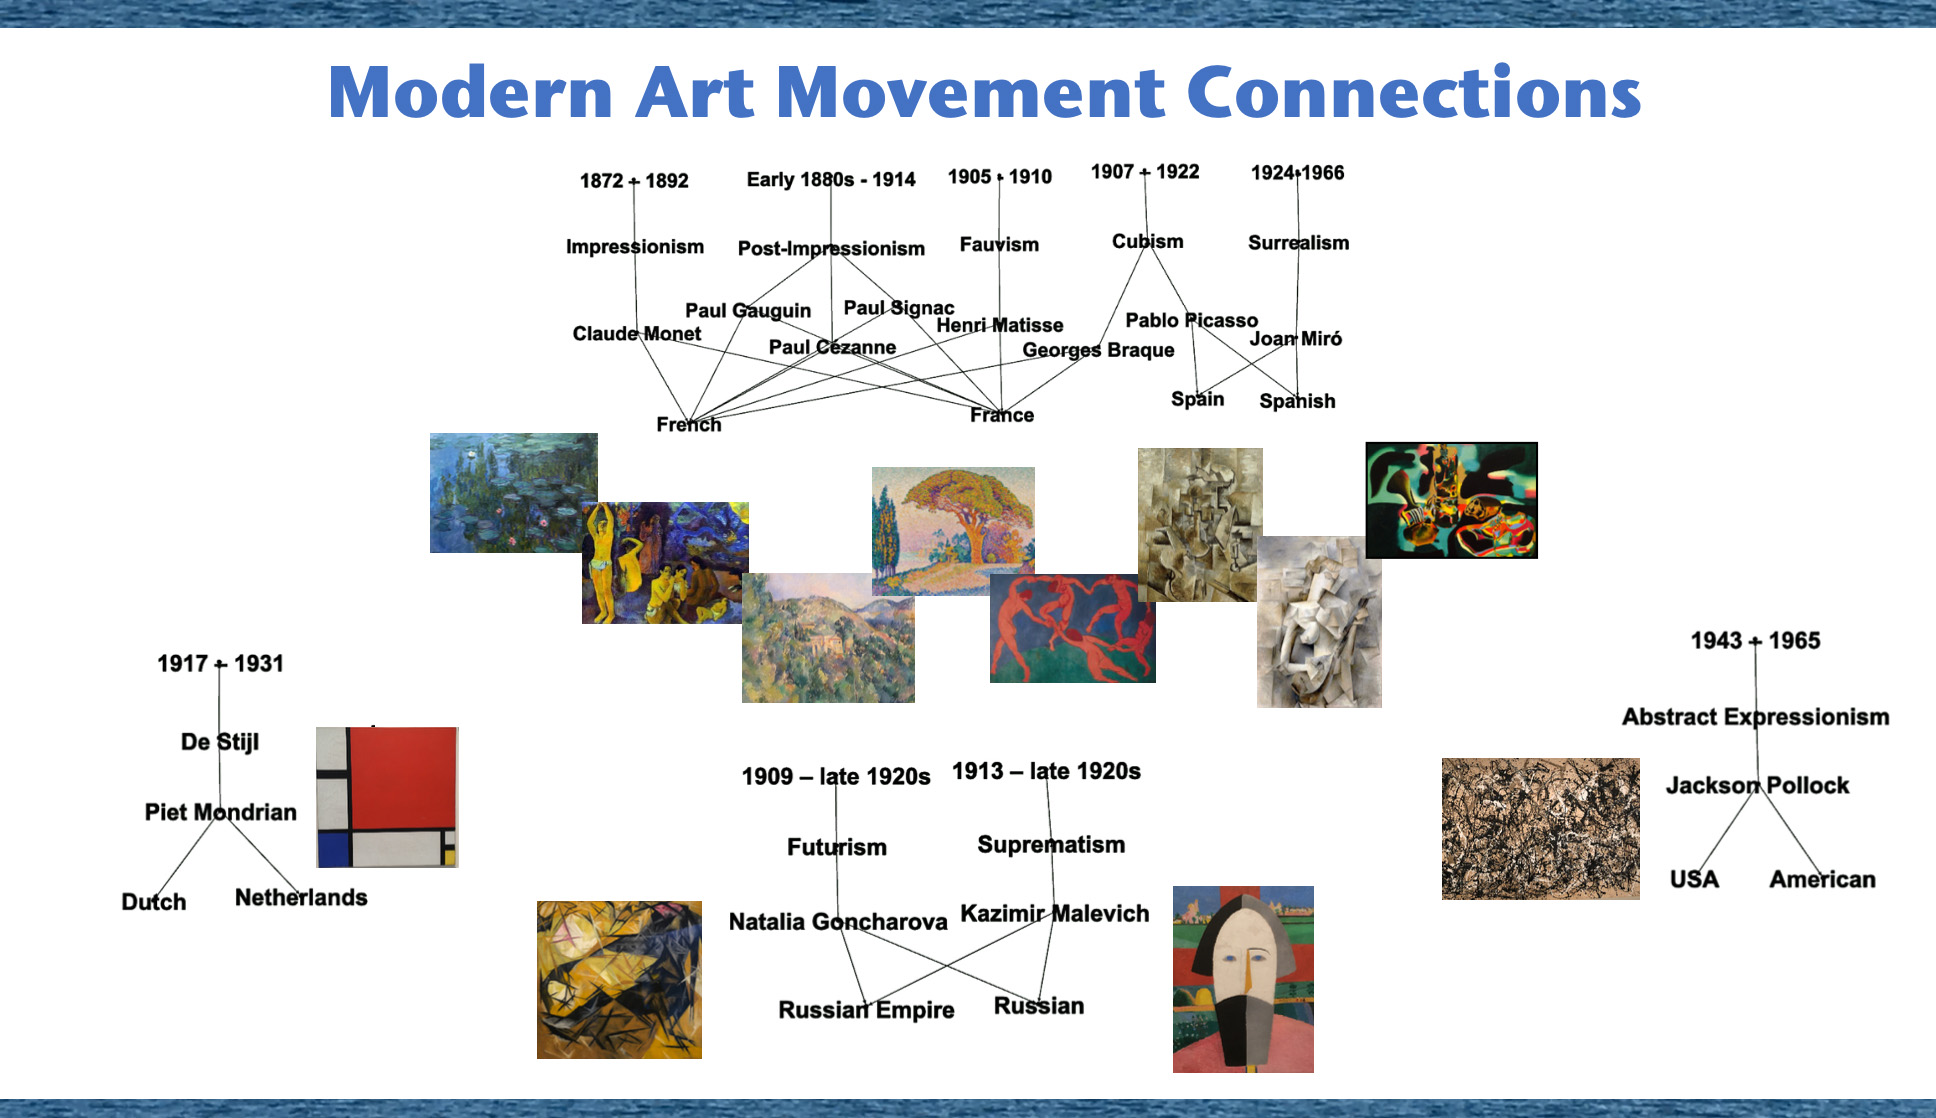 Modern Art Movement Connections
1872 - 1892
Early 1880s - 1914
1905 - 1910
1907 - 1922
1924-1966
Impressionism
Post-Impressionism
Fauvism
Cubism
Surrealism
Paul Gauguin
Paul Signac
Claude Monet
Paul Cezanne
Henri Matisse
Georges Braque
Pablo Picasso
Joan Miró
French
France
Spain
Spanish
1917 - 1931
De Stijl
Piet Mondrian
Dutch
Netherlands
1909 – late 1920s
1913 – late 1920s
Futurism
Suprematism
Natalia Goncharova
Kazimir Malevich
Russian Empire
Russian
1943 - 1965
Abstract Expressionism
Jackson Pollock
USA
American